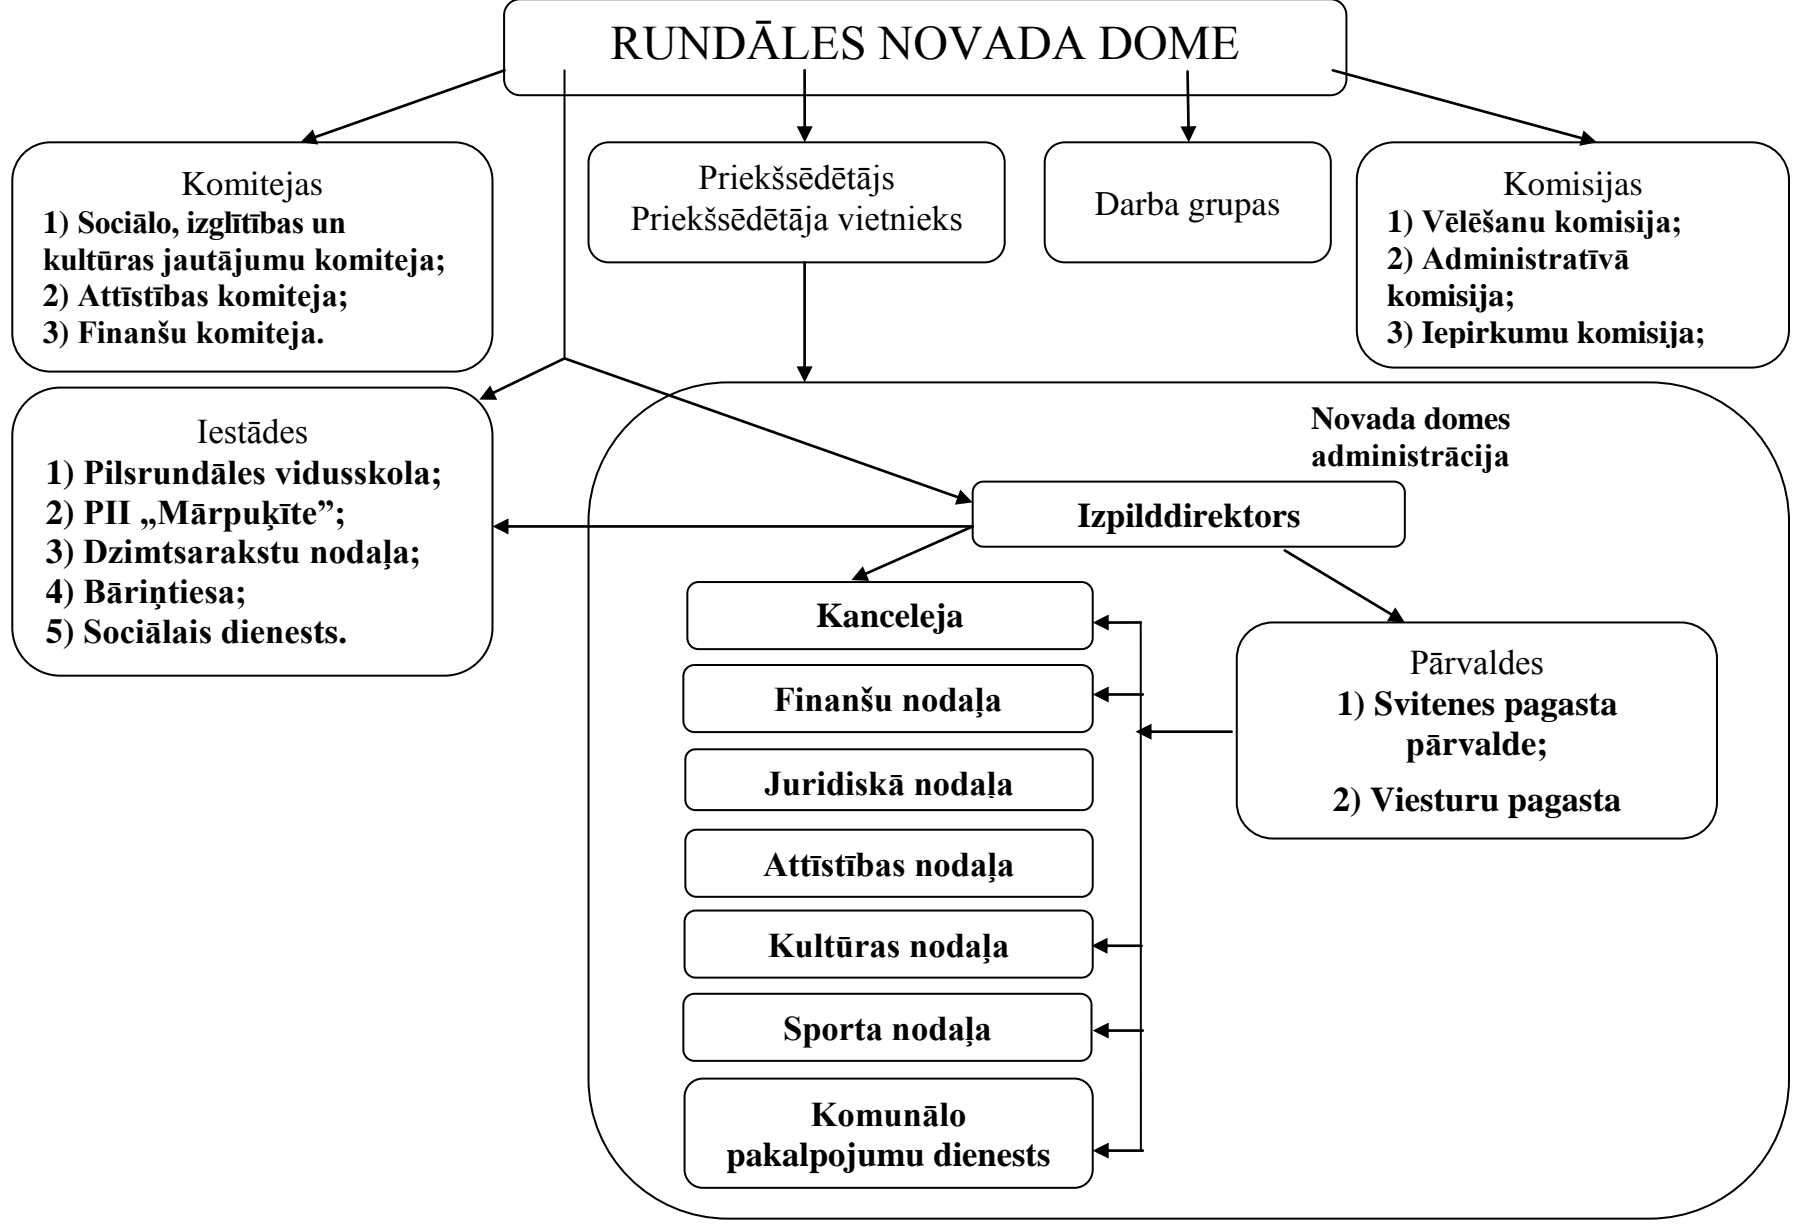 RUNDĀLES NOVADA DOME
Komitejas
1) Sociālo, izglītības un
kultūras jautājumu komiteja;
2) Attīstības komiteja;
3) Finanšu komiteja.
Priekšsēdētājs
Priekšsēdētāja vietnieks
Darba grupas
Komisijas
1) Vēlēšanu komisija;
2) Administratīvā
komisija;
3) Iepirkumu komisija;
Iestādes
1) Pilsrundāles vidusskola;
2) PII „Mārpuķīte”;
3) Dzimtsarakstu nodaļa;
4) Bāriņtiesa;
5) Sociālais dienests.
Novada domes
administrācija
Izpilddirektors
Kanceleja
Finanšu nodaļa
Juridiskā nodaļa
Attīstības nodaļa
Kultūras nodaļa
Sporta nodaļa
Komunālo
pakalpojumu dienests
Pārvaldes
1) Svitenes pagasta
pārvalde;
2) Viesturu pagasta